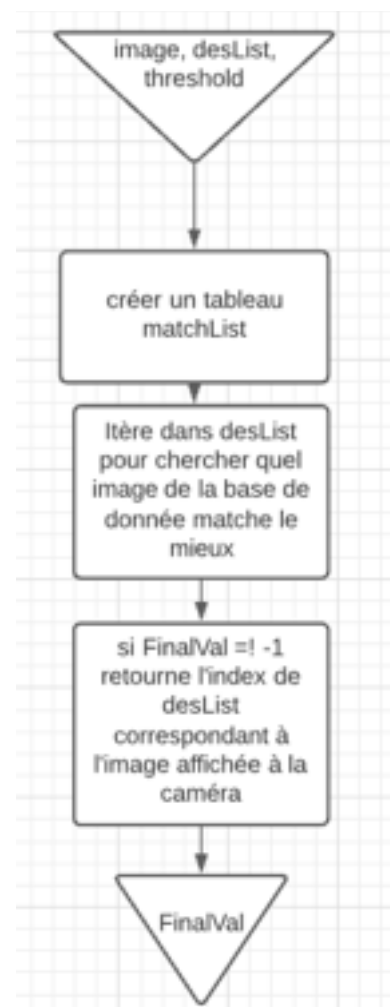 image, desList,
threshold
créer un tableau
matchList
Itère dans desList
pour chercher quel
image de la base de
donnée matche le
mieux
si FinalVal =! -1
retourne l'index de
desList
correspondant à
l'image affichée à la
caméra
FinalVal